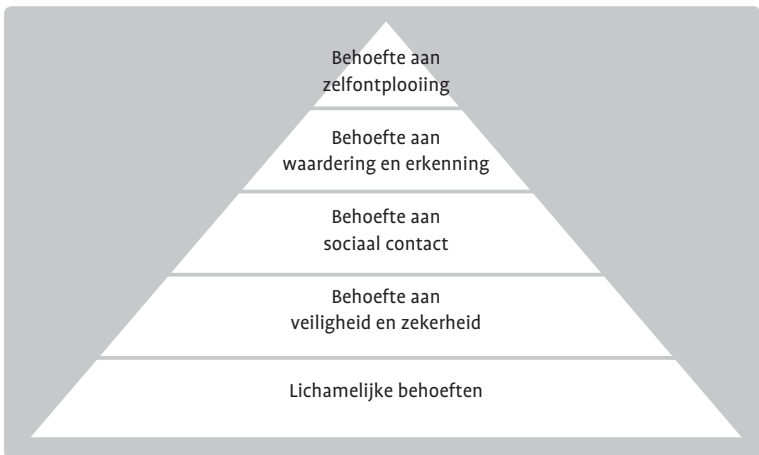 Behoefte aan
zelfontplooiing
Behoefte aan
waardering en erkenning
Behoefte aan
sociaal contact
Behoefte aan
veiligheid en zekerheid
Lichamelijke behoeften